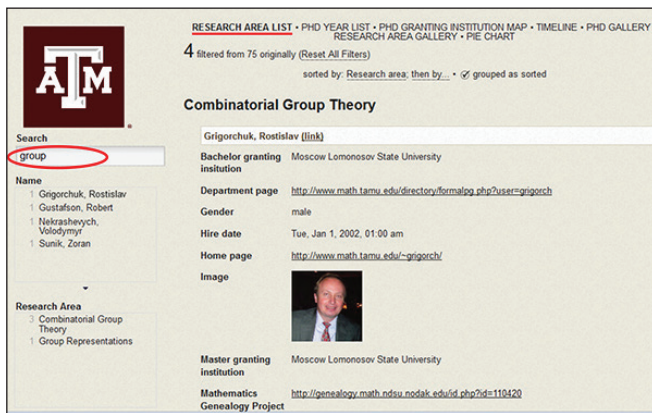 RESEARCH AREA LIST • PHD YEAR LIST • PHD GRANTING INSTITUTION MAP • TIMELINE • PHD GALLERY
RESEARCH AREA GALLERY • PIE CHART
4 filtered from 75 originally (Reset All Filters)
sorted by: Research area; then by... • grouped as sorted
ATM
Search
group
Name
1 Grigorchuk, Rostislav
1 Gustafson, Robert
1 Nekrashevych,
Volodymyr
1 Sunik, Zoran
Research Area
3 Combinatorial Group
Theory
1 Group Representations
Combinatorial Group Theory
Grigorchuk, Rostislav (link)
Bachelor granting Moscow Lomonosov State University
insitution
Department page http://www.math.tamu.edu/directory/formalpg.php?user=grigorch
Gender male
Hire date Tue, Jan 1, 2002, 01:00 am
Home page http://www.math.tamu.edu/~grigorch/
Image
Master granting Moscow Lomonosov State University
institution
Mathematics http://genealogy.math.ndsu.nodak.edu/id.php?id=110420
Genealogy Project